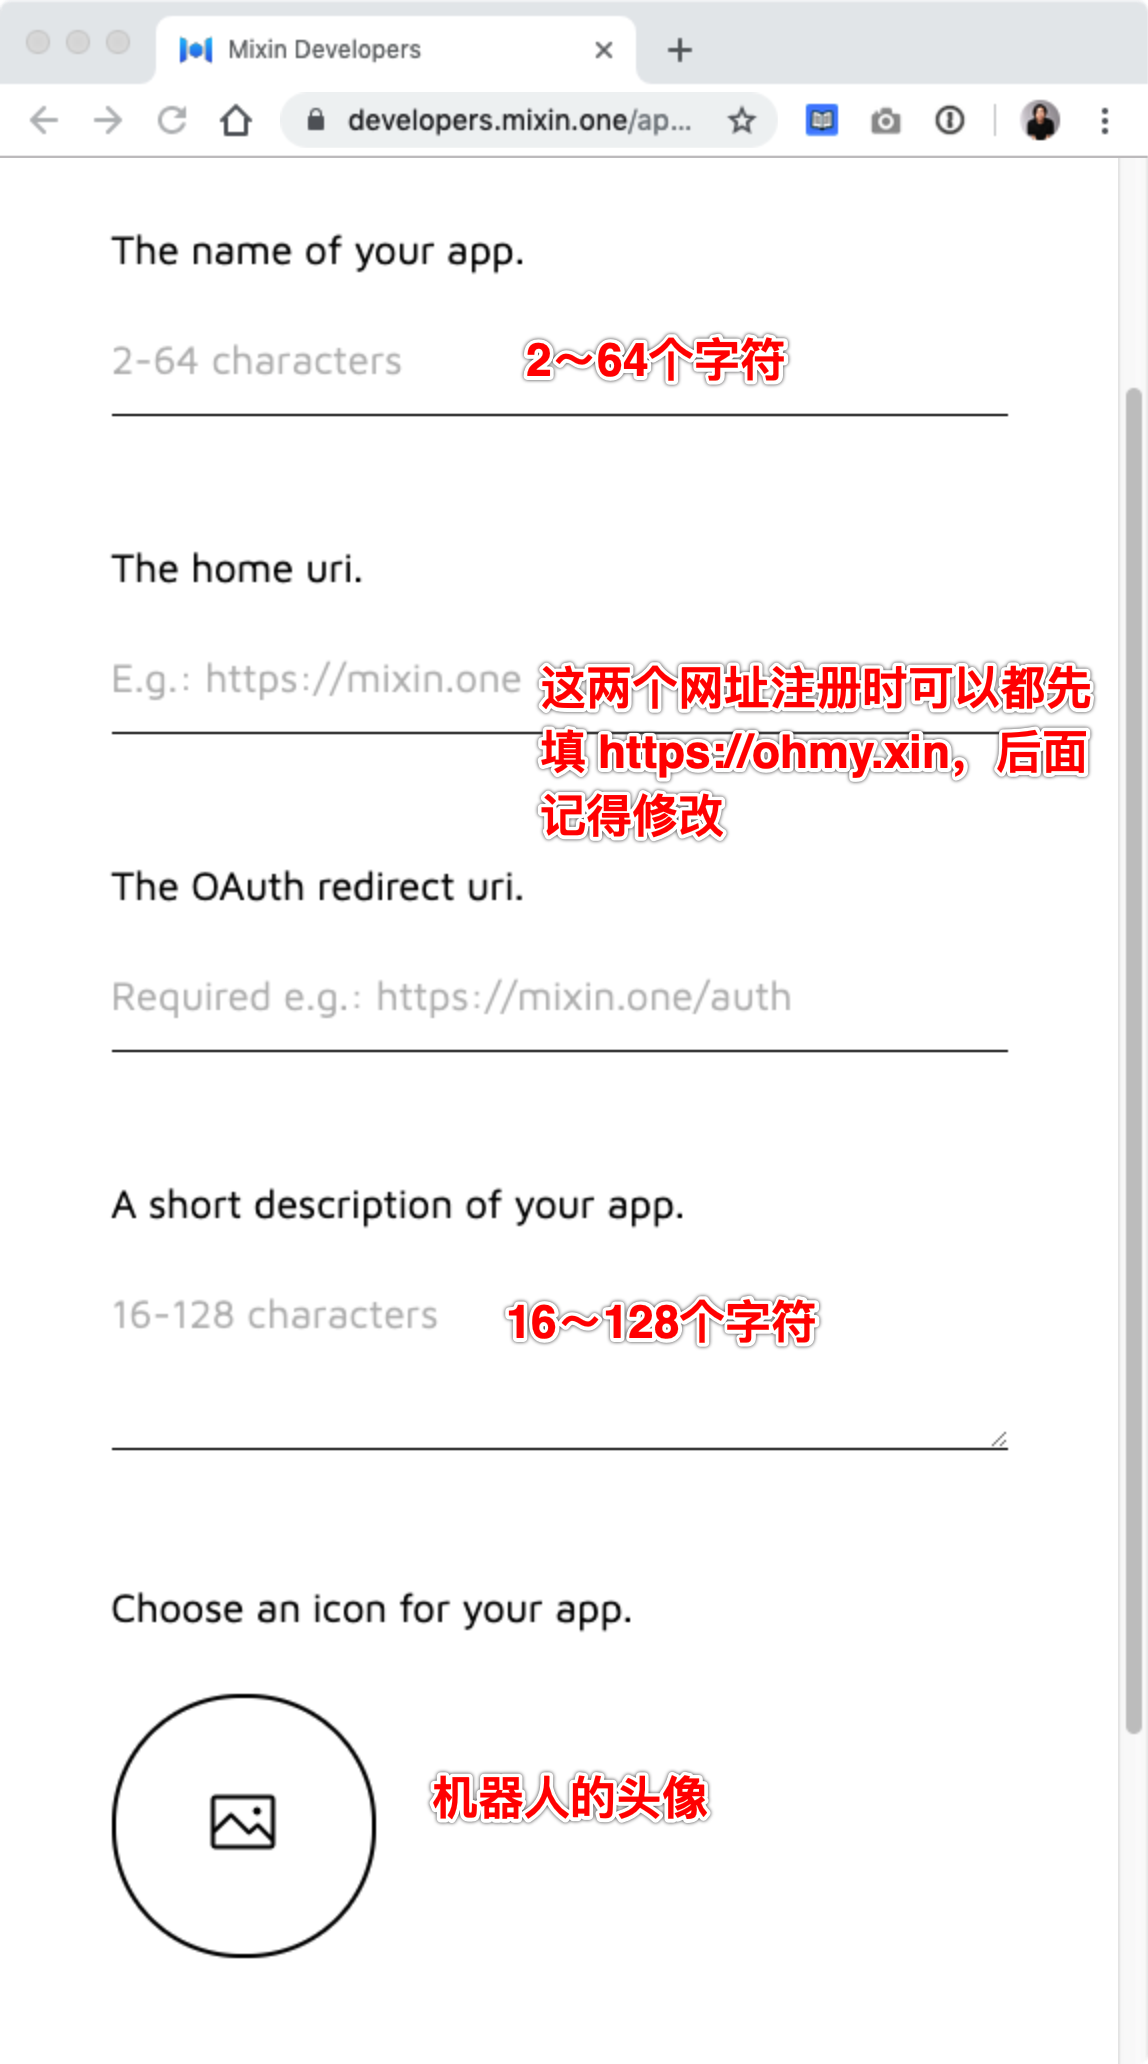 Mixin Developers
developers.mixin.one/ap...
The name of your app.
2-64 characters
2～64个字符
The home uri.
E.g.: https://mixin.one
这两个网址注册时可以都先
填 https://ohmy.xin，后面
记得修改
The OAuth redirect uri.
Required e.g.: https://mixin.one/auth
A short description of your app.
16-128 characters
16～128个字符
Choose an icon for your app.
机器人的头像